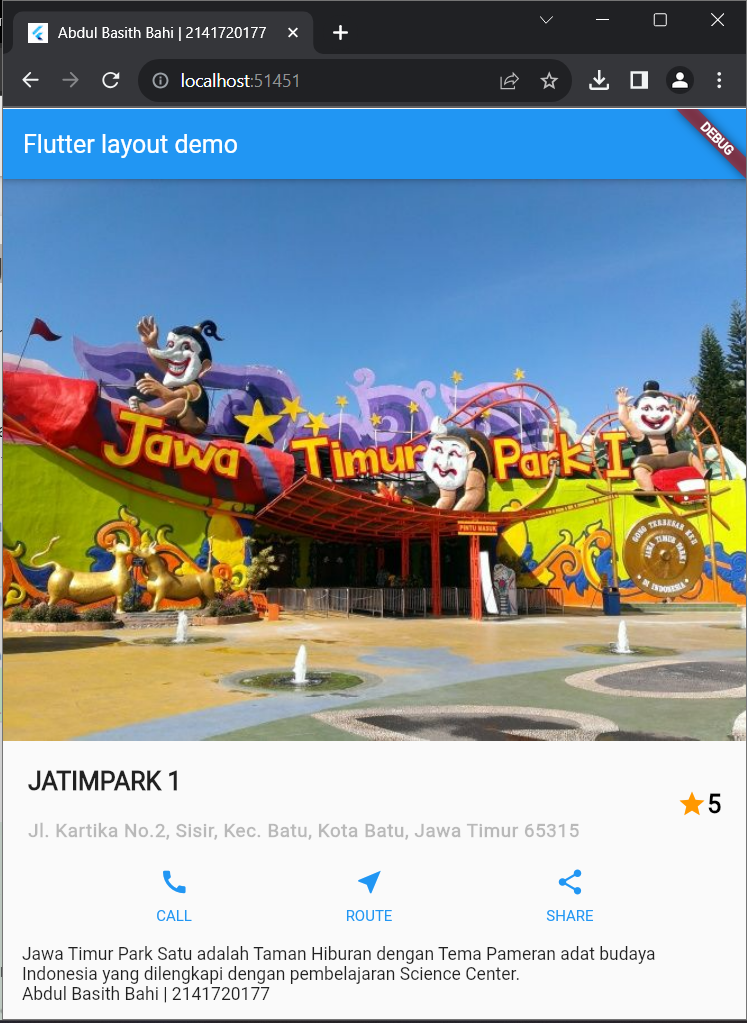 Abdul Basith Bahi | 2141720177
localhost:51451
Flutter layout demo
DEBUG
Jawa Timur Park I
PINTU MASUK
GONG TERBESAR KE II
JAWA TIMUR PARK I
DI INDONESIA
JATIMPARK 1
5
Jl. Kartika No.2, Sisir, Kec. Batu, Kota Batu, Jawa Timur 65315
CALL
ROUTE
SHARE
Jawa Timur Park Satu adalah Taman Hiburan dengan Tema Pameran adat budaya
Indonesia yang dilengkapi dengan pembelajaran Science Center.
Abdul Basith Bahi | 2141720177